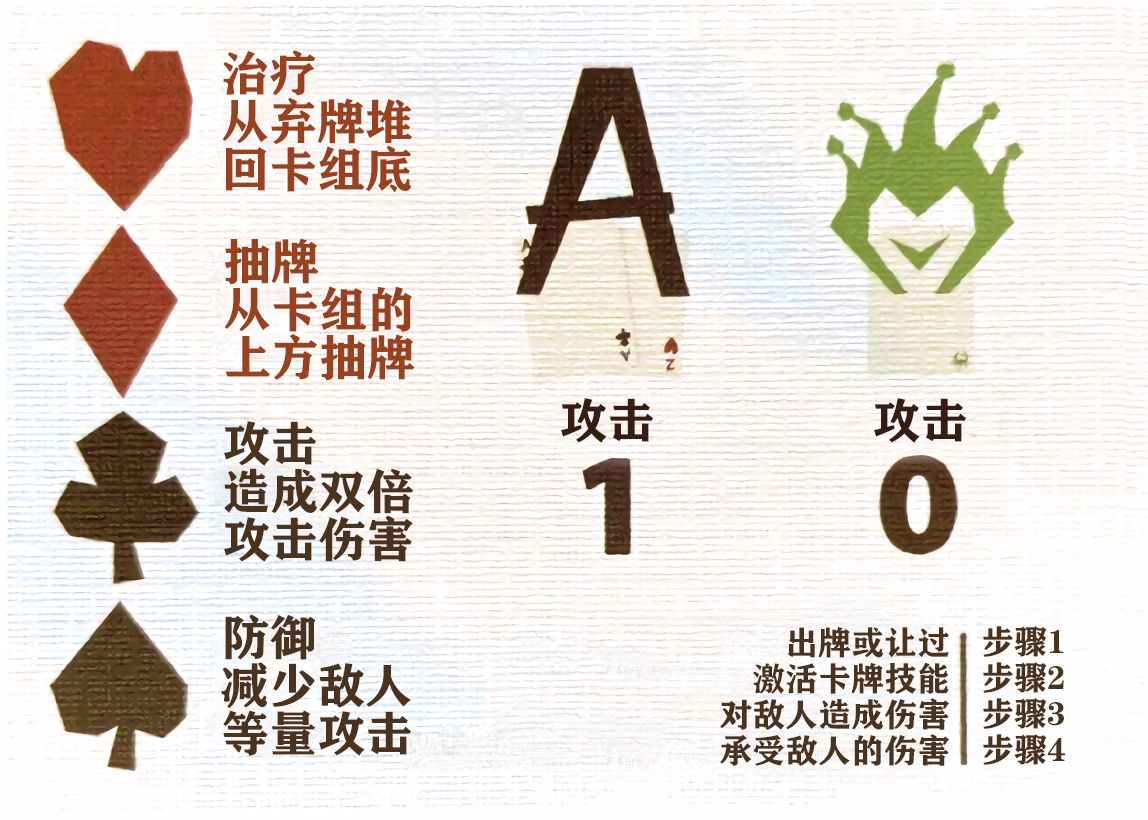 治疗
从弃牌堆
回卡组底
抽牌
从卡组的
上方抽牌
攻击
造成双倍
攻击伤害
防御
减少敌人
等量攻击
A
A
2
攻击
1
攻击
0
出牌或让过 步骤1
激活卡牌技能 步骤2
对敌人造成伤害 步骤3
承受敌人的伤害 步骤4